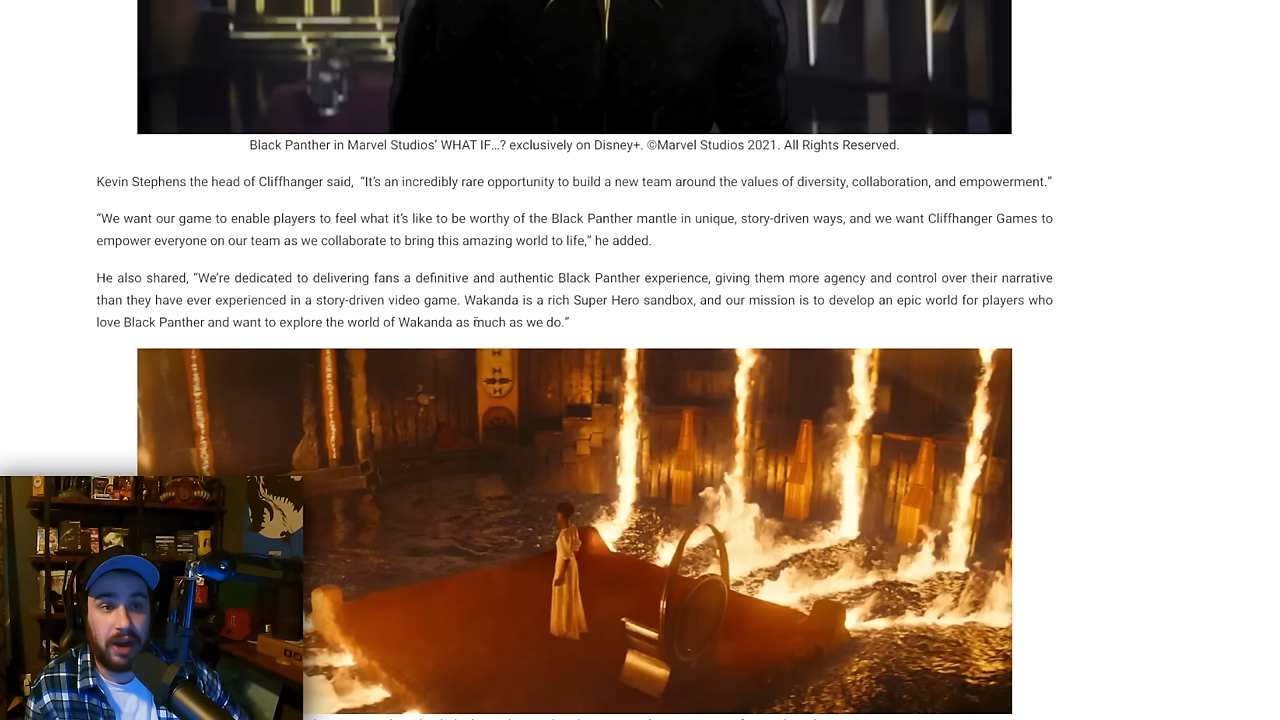 Black Panther in Marvel Studios’ WHAT IF…? exclusively on Disney+. ©Marvel Studios 2021. All Rights Reserved.
Kevin Stephens the head of Cliffhanger said,  “It’s an incredibly rare opportunity to build a new team around the values of diversity, collaboration, and empowerment.”
“We want our game to enable players to feel what it’s like to be worthy of the Black Panther mantle in unique, story-driven ways, and we want Cliffhanger Games to
empower everyone on our team as we collaborate to bring this amazing world to life,” he added.
He also shared, “We’re dedicated to delivering fans a definitive and authentic Black Panther experience, giving them more agency and control over their narrative
than they have ever experienced in a story-driven video game. Wakanda is a rich Super Hero sandbox, and our mission is to develop an epic world for players who
love Black Panther and want to explore the world of Wakanda as much as we do.”